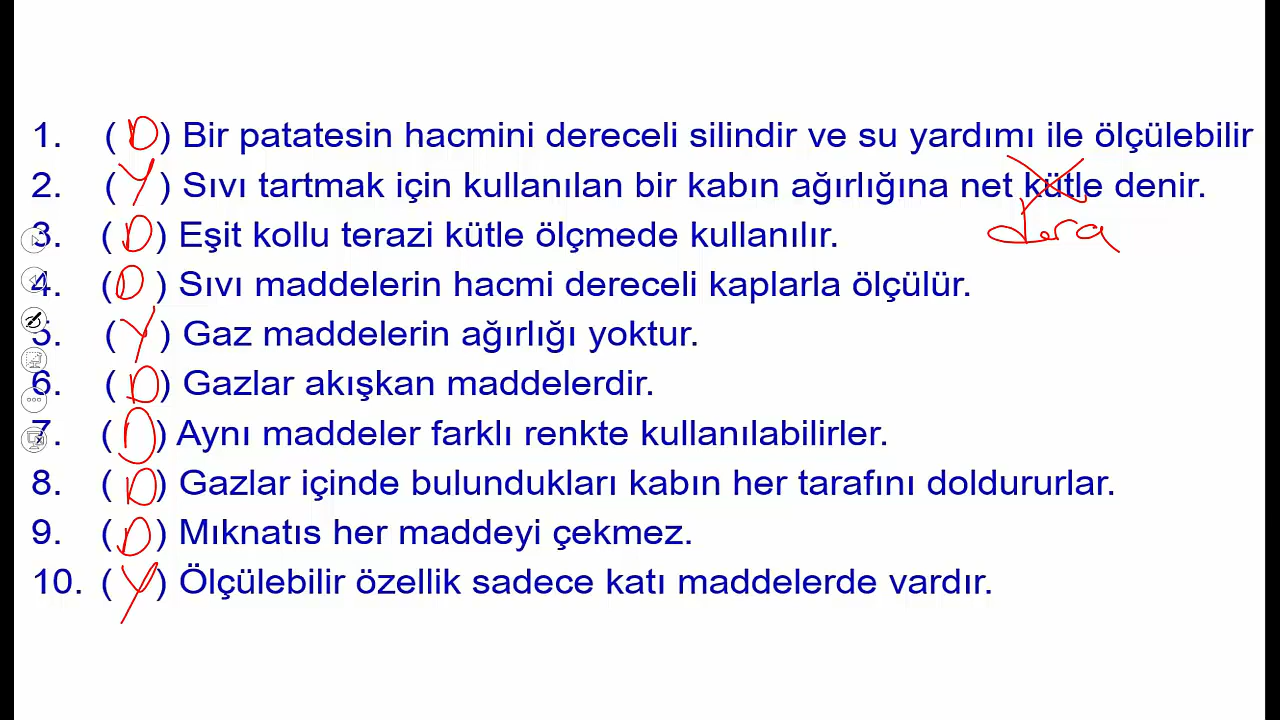 1. ( D ) Bir patatesin hacmini dereceli silindir ve su yardımı ile ölçülebilir
2. ( Y ) Sıvı tartmak için kullanılan bir kabın ağırlığına net kütle denir.
dara
3. ( D ) Eşit kollu terazi kütle ölçmede kullanılır.
4. ( D ) Sıvı maddelerin hacmi dereceli kaplarla ölçülür.
5. ( Y ) Gaz maddelerin ağırlığı yoktur.
6. ( D ) Gazlar akışkan maddelerdir.
7. ( D ) Aynı maddeler farklı renkte kullanılabilirler.
8. ( D ) Gazlar içinde bulundukları kabın her tarafını doldururlar.
9. ( D ) Mıknatıs her maddeyi çekmez.
10. ( Y ) Ölçülebilir özellik sadece katı maddelerde vardır.